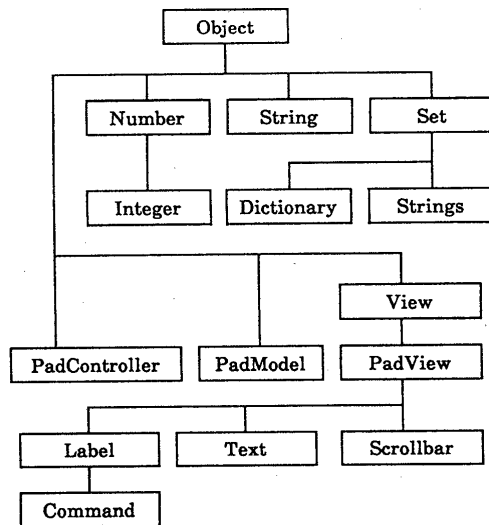 Object
Number
String
Set
Integer
Dictionary
Strings
View
PadController
PadModel
PadView
Label
Text
Scrollbar
Command